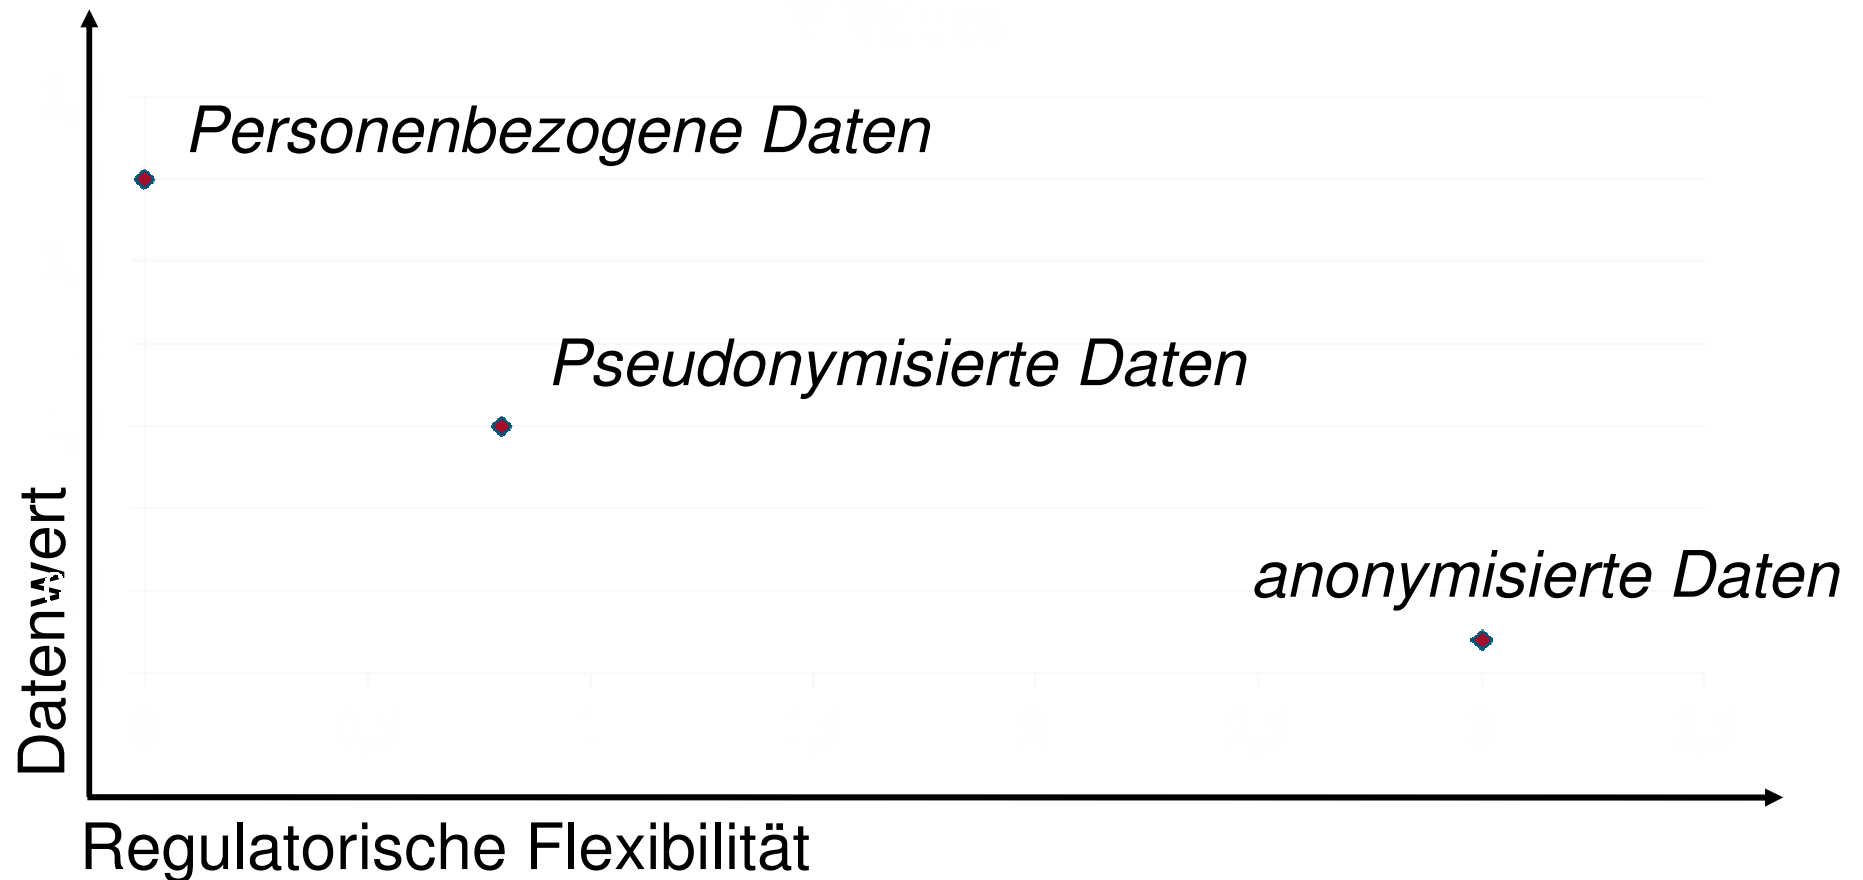 Personenbezogene Daten
Pseudonymisierte Daten
anonymisierte Daten
Datenwert
Regulatorische Flexibilität